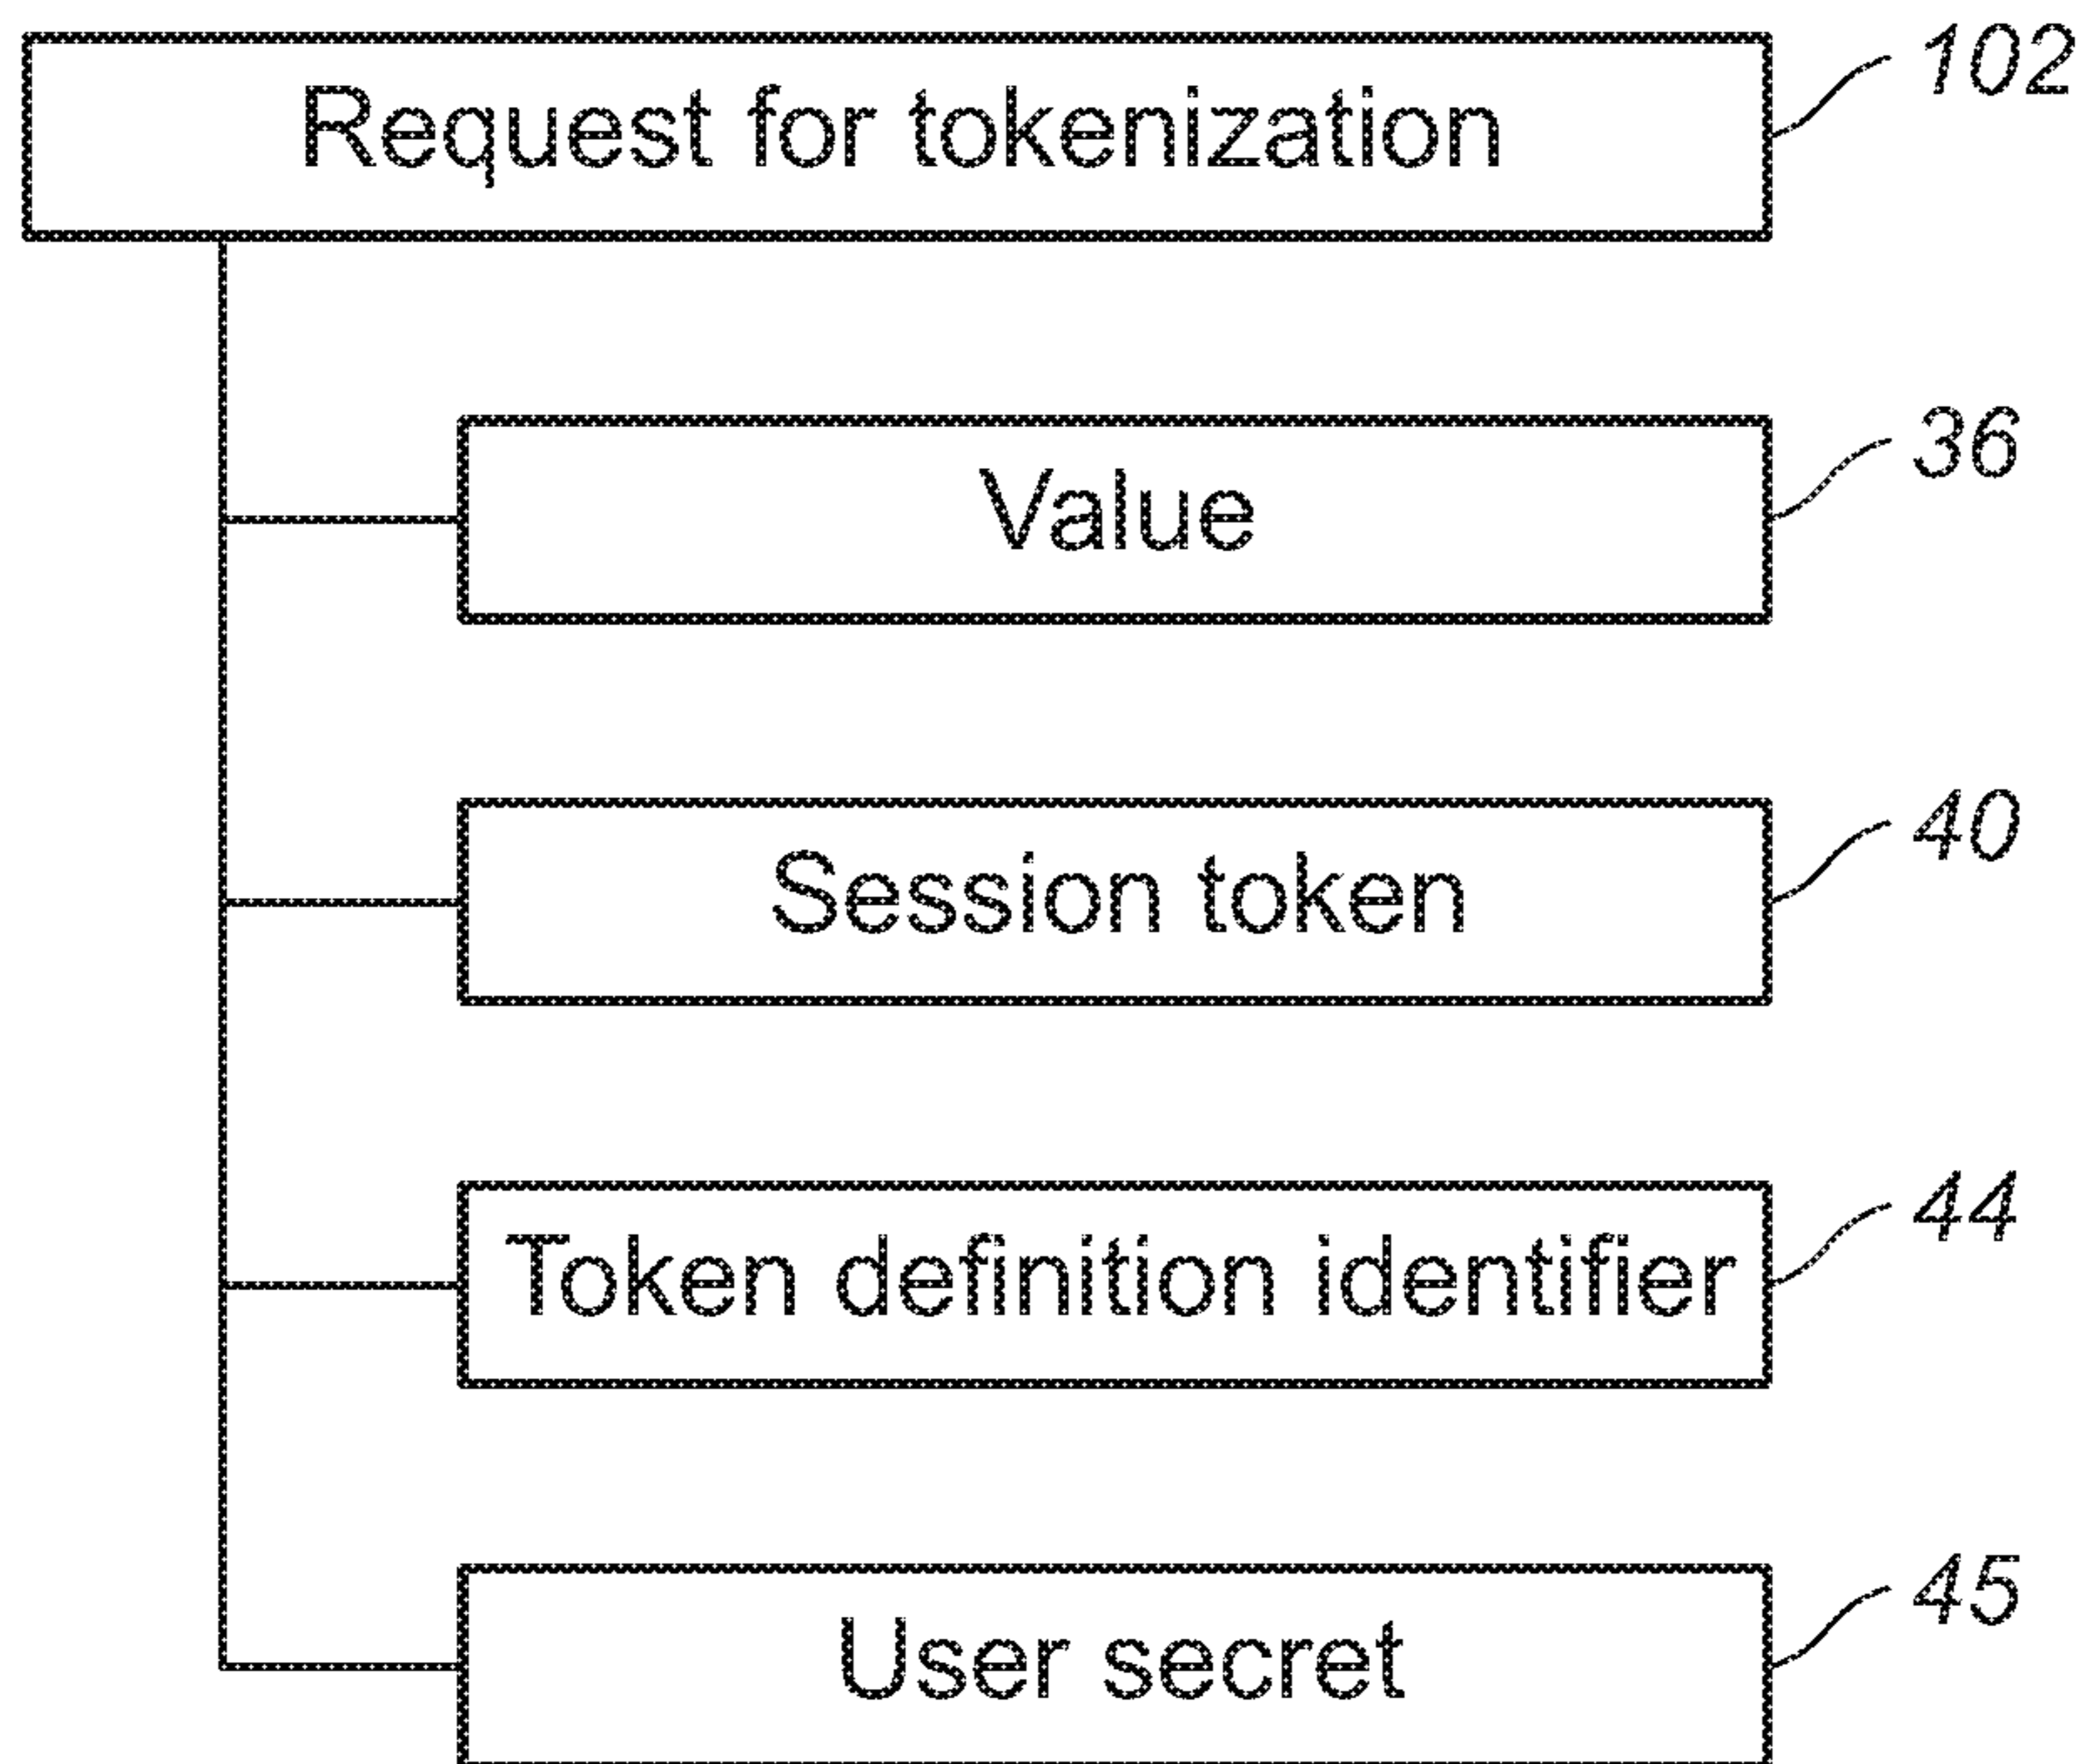 Request for tokenization 102
Value 36
Session token 40
Token definition identifier 44
User secret 45